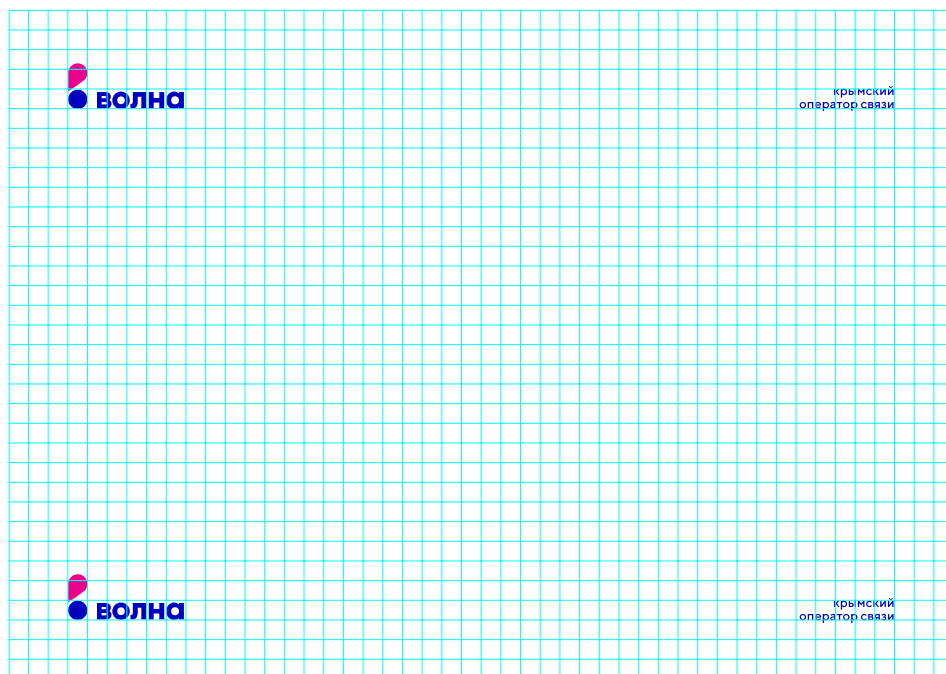 волна
крымский
оператор связи
волна
крымский
оператор связи